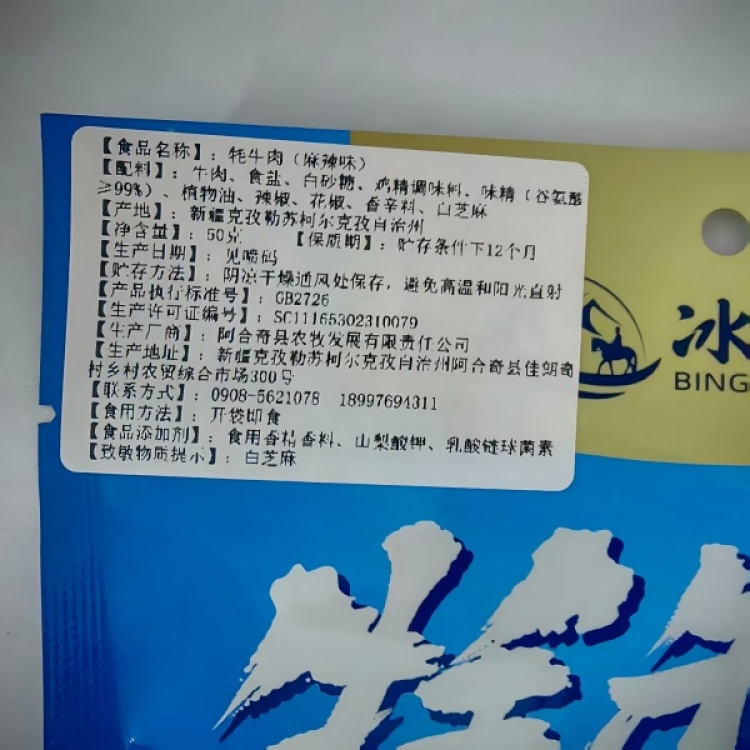 【食品名称】：牦牛肉（麻辣味）
【配料】：牛肉、食盐、白砂糖、鸡精调味料、味精（谷氨酸
≥99%）、植物油、辣椒、花椒、香辛料、白芝麻
【产地】：新疆克孜勒苏柯尔克孜自治州
【净含量】：50克 【保质期】：贮存条件下12个月
【生产日期】：见喷码
【贮存方法】：阴凉干燥通风处保存，避免高温和阳光直射
【产品执行标准号】：GB2726
【生产许可证编号】：SC11165302310079
【生产厂商】：阿合奇县农牧发展有限责任公司
【生产地址】：新疆克孜勒苏柯尔克孜自治州阿合奇县佳朗奇
村乡村农贸综合市场300号
【联系方式】：0908-5621078 18997694311
【食用方法】：开袋即食
【食品添加剂】：食用香精香料、山梨酸钾、乳酸链球菌素
【致敏物质提示】：白芝麻
冰
BING